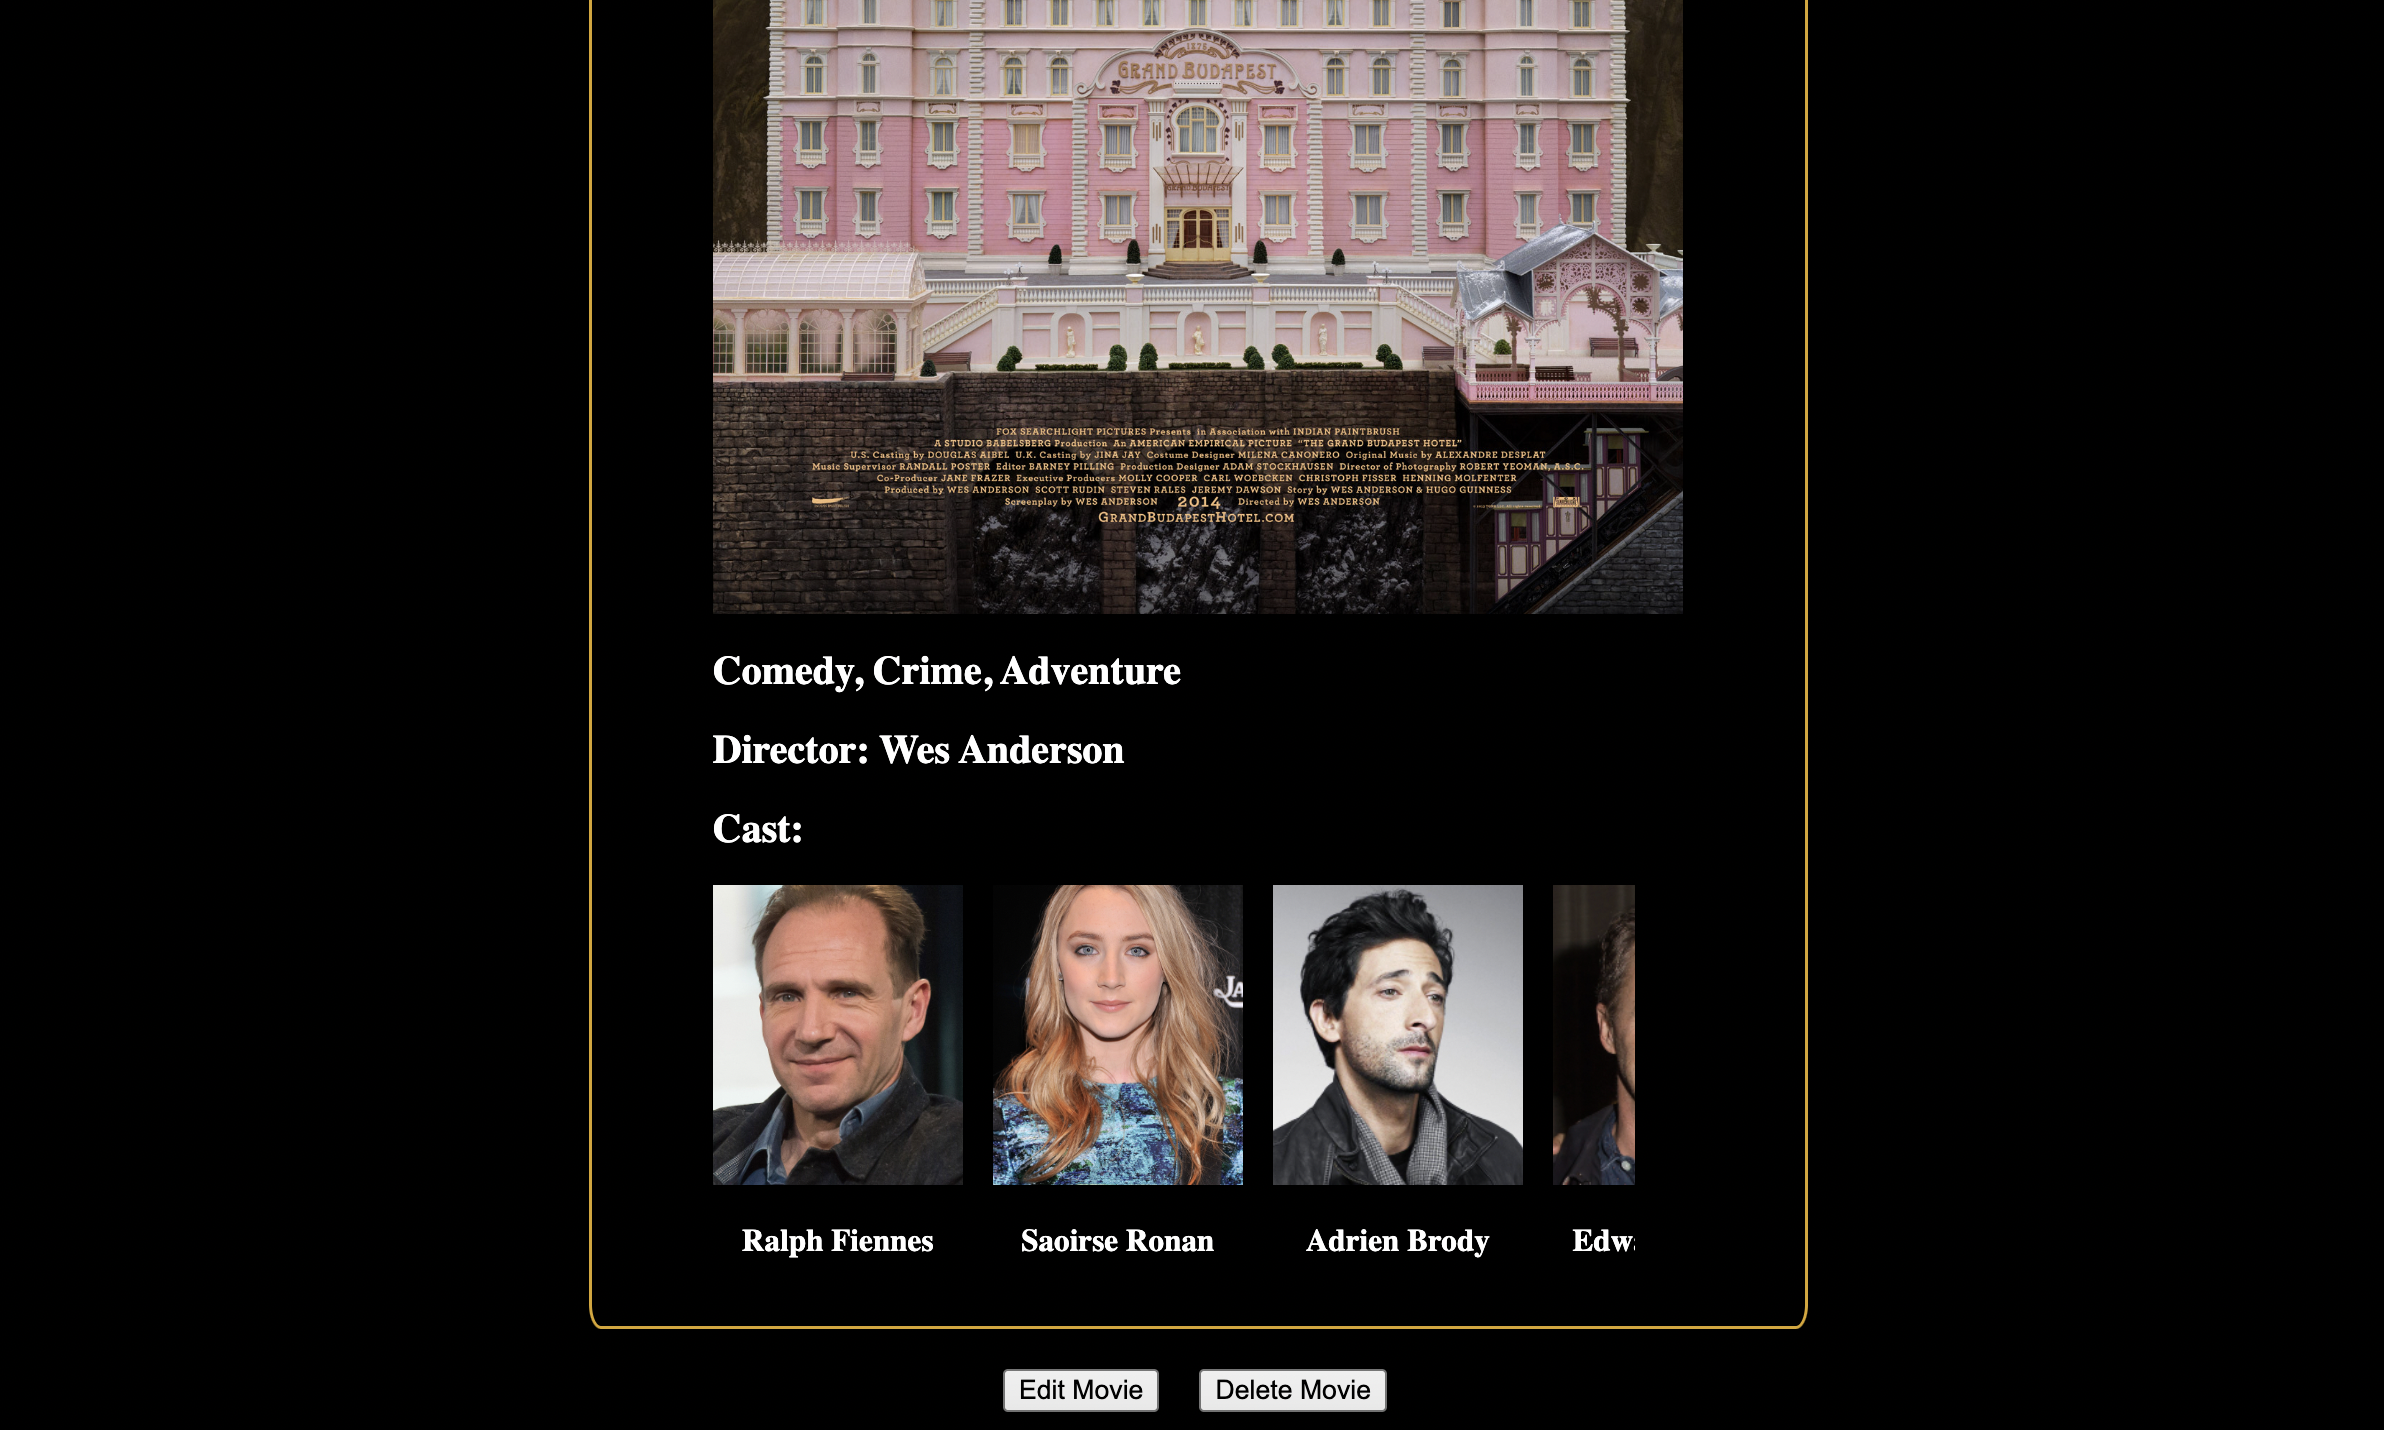 1876
GRAND BUDAPEST
GRAND BUDAPEST
FOX SEARCHLIGHT PICTURES Presents in Association with INDIAN PAINTBRUSH
A STUDIO BABELSBERG Production An AMERICAN EMPIRICAL PICTURE “THE GRAND BUDAPEST HOTEL”
U.S. Casting by DOUGLAS AIBEL U.K. Casting by JINA JAY Costume Designer MILENA CANONERO Original Music by ALEXANDRE DESPLAT
Music Supervisor RANDALL POSTER Editor BARNEY PILLING Production Designer ADAM STOCKHAUSEN Director of Photography ROBERT YEOMAN, A.S.C.
Co-Producer JANE FRAZER Executive Producers MOLLY COOPER CARL WOEBCKEN CHRISTOPH FISSER HENNING MOLFENTER
Produced by WES ANDERSON SCOTT RUDIN STEVEN RALES JEREMY DAWSON Story by WES ANDERSON & HUGO GUINNESS
Screenplay by WES ANDERSON 2014 Directed by WES ANDERSON
GRANDBUDAPESTHOTEL.COM
Comedy, Crime, Adventure
Director: Wes Anderson
Cast:
JA
Ralph Fiennes Saoirse Ronan Adrien Brody Edw
Edit Movie Delete Movie